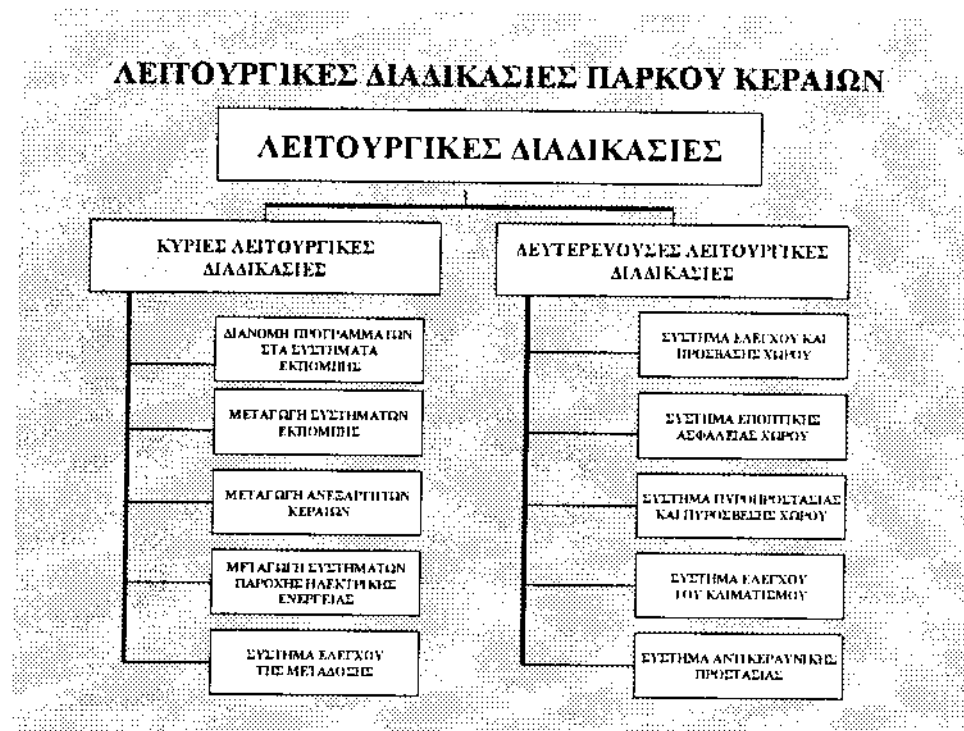 ΛΕΙΤΟΥΡΓΙΚΕΣ ΔΙΑΔΙΚΑΣΙΕΣ ΠΑΡΚΟΥ ΚΕΡΑΙΩΝ
ΛΕΙΤΟΥΡΓΙΚΕΣ ΔΙΑΔΙΚΑΣΙΕΣ
ΚΥΡΙΕΣ ΛΕΙΤΟΥΡΓΙΚΕΣ
ΔΙΑΔΙΚΑΣΙΕΣ
ΔΙΑΝΟΜΗ ΠΡΟΓΡΑΜΜΑΤΩΝ
ΣΤΑ ΣΥΣΤΗΜΑΤΑ
ΕΚΠΟΜΠΗΣ
ΜΕΤΑΓΩΓΗ ΣΥΣΤΗΜΑΤΩΝ
ΕΚΠΟΜΠΗΣ
ΜΕΤΑΓΩΓΗ ΑΝΕΞΑΡΤΗΤΩΝ
ΚΕΡΑΙΩΝ
ΜΕΤΑΓΩΓΗ ΣΥΣΤΗΜΑΤΩΝ
ΠΑΡΟΧΗΣ ΗΛΕΚΤΡΙΚΗΣ
ΕΝΕΡΓΕΙΑΣ
ΣΥΣΤΗΜΑ ΕΛΕΓΧΟΥ
ΤΗΣ ΜΕΤΑΔΟΣΗΣ
ΔΕΥΤΕΡΕΥΟΥΣΕΣ ΛΕΙΤΟΥΡΓΙΚΕΣ
ΔΙΑΔΙΚΑΣΙΕΣ
ΣΥΣΤΗΜΑ ΕΛΕΓΧΟΥ ΚΑΙ
ΠΡΟΣΒΑΣΗΣ ΧΩΡΟΥ
ΣΥΣΤΗΜΑ ΕΠΟΠΤΙΚΗΣ
ΑΣΦΑΛΕΙΑΣ ΧΩΡΟΥ
ΣΥΣΤΗΜΑ ΠΥΡΟΠΡΟΣΤΑΣΙΑΣ
ΚΑΙ ΠΥΡΟΣΒΕΣΗΣ ΧΩΡΟΥ
ΣΥΣΤΗΜΑ ΕΛΕΓΧΟΥ
ΤΟΥ ΚΛΙΜΑΤΙΣΜΟΥ
ΣΥΣΤΗΜΑ ΑΝΤΙΚΕΡΑΥΝΙΚΗΣ
ΠΡΟΣΤΑΣΙΑΣ